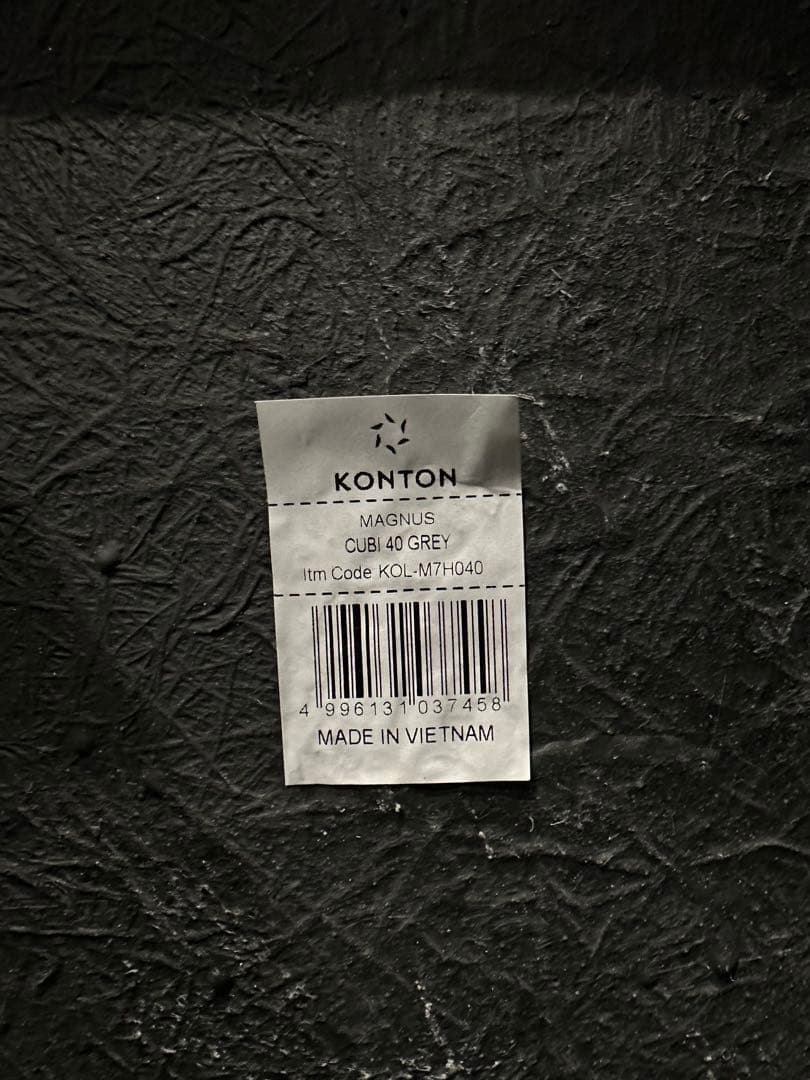 KONTON
MAGNUS
CUBI 40 GREY
Itm Code KOL-M7H040
4 996131 037458
MADE IN VIETNAM